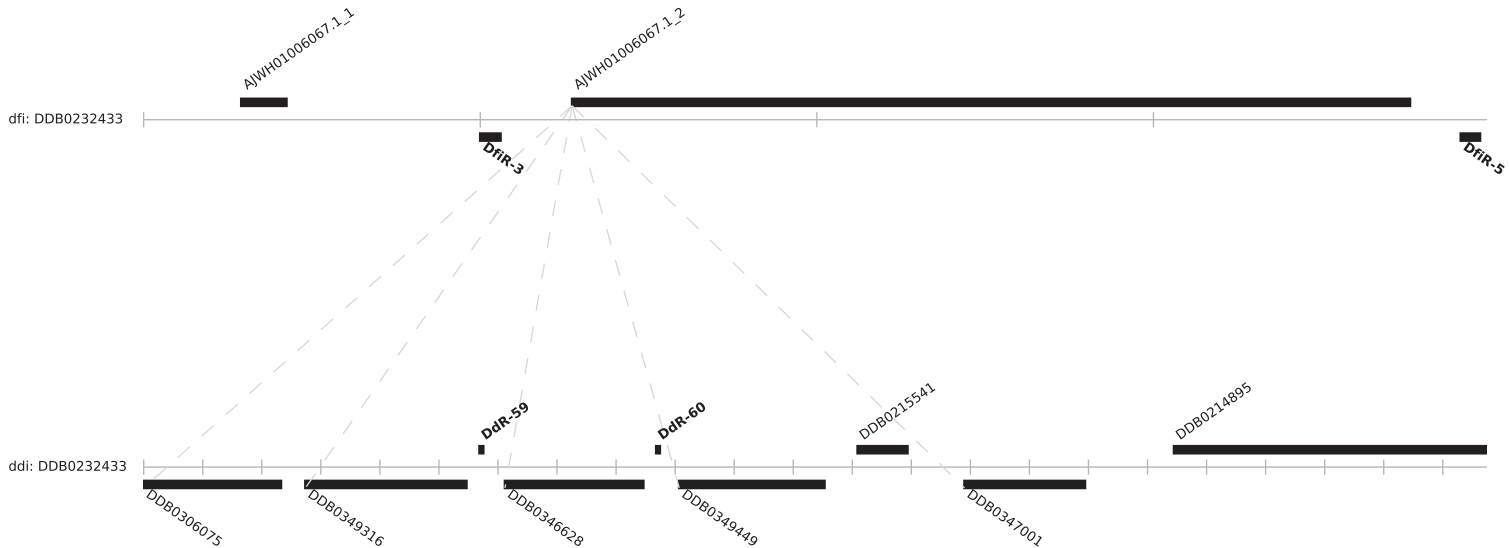 AJWH01006067.1_1
AJWH01006067.1_2
dfi: DDB0232433
DfiR-3
DfiR-5
DdR-59
DdR-60
DDB0215541
DDB0214895
ddi: DDB0232433
DDB0306075
DDB0349316
DDB0346628
DDB0349449
DDB0347001